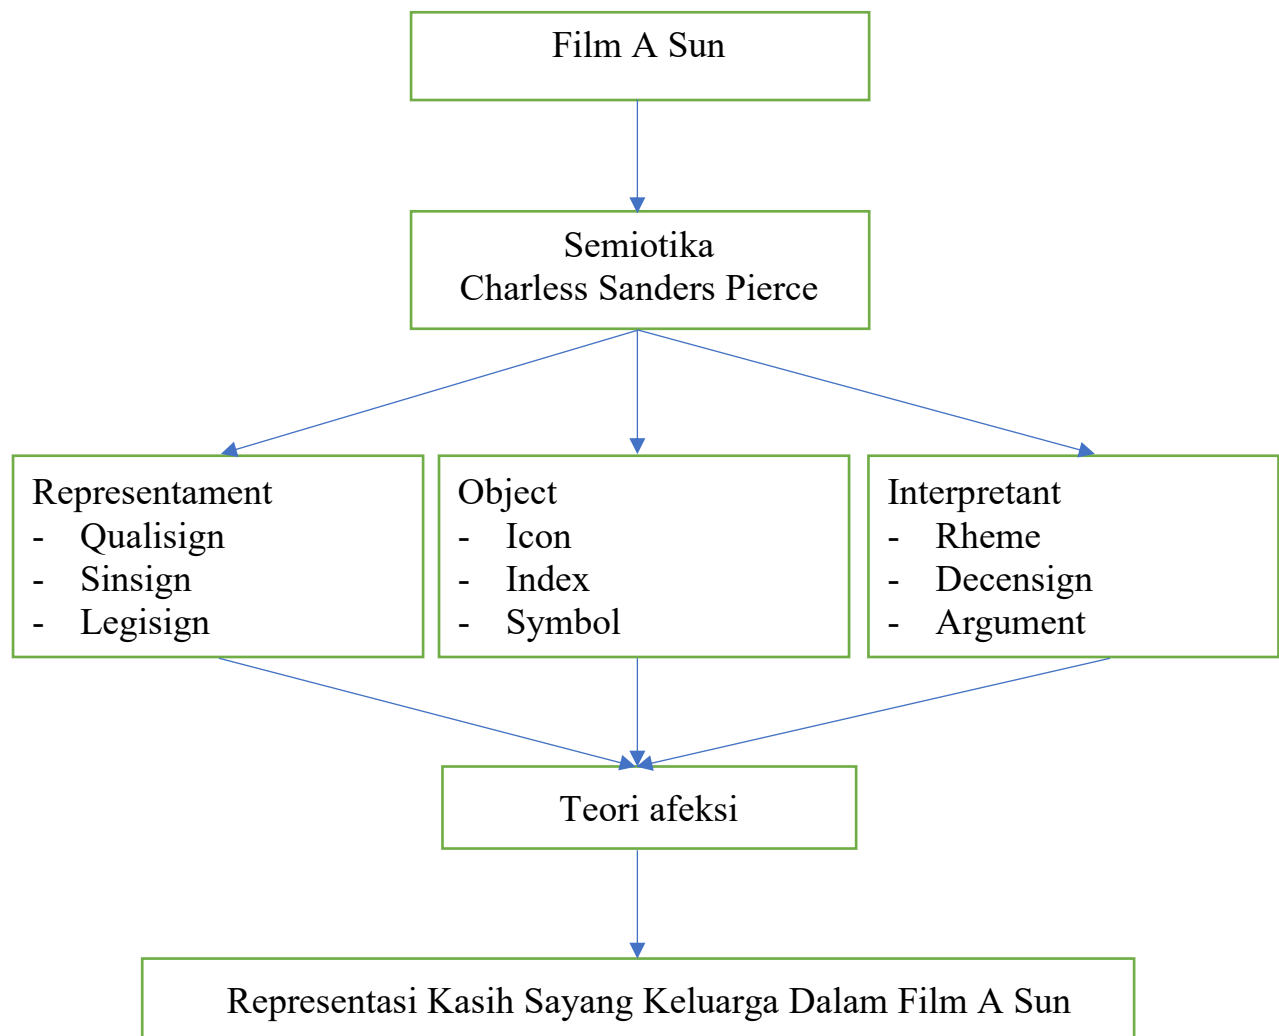 Film A Sun
Semiotika
Charless Sanders Pierce
Representament
- Qualisign
- Sinsign
- Legisign
Object
- Icon
- Index
- Symbol
Interpretant
- Rheme
- Decensign
- Argument
Teori afeksi
Representasi Kasih Sayang Keluarga Dalam Film A Sun